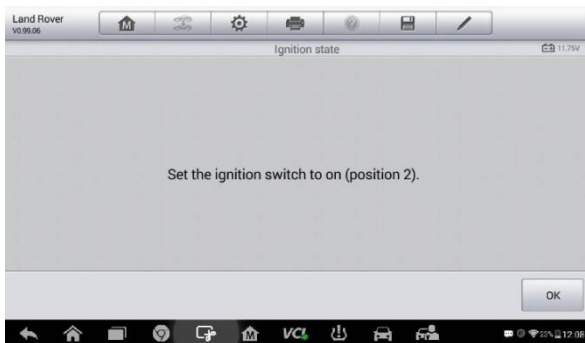 Land Rover
V0.99.06
Ignition state
11.75V
Set the ignition switch to on (position 2).
OK
VCI
12:08